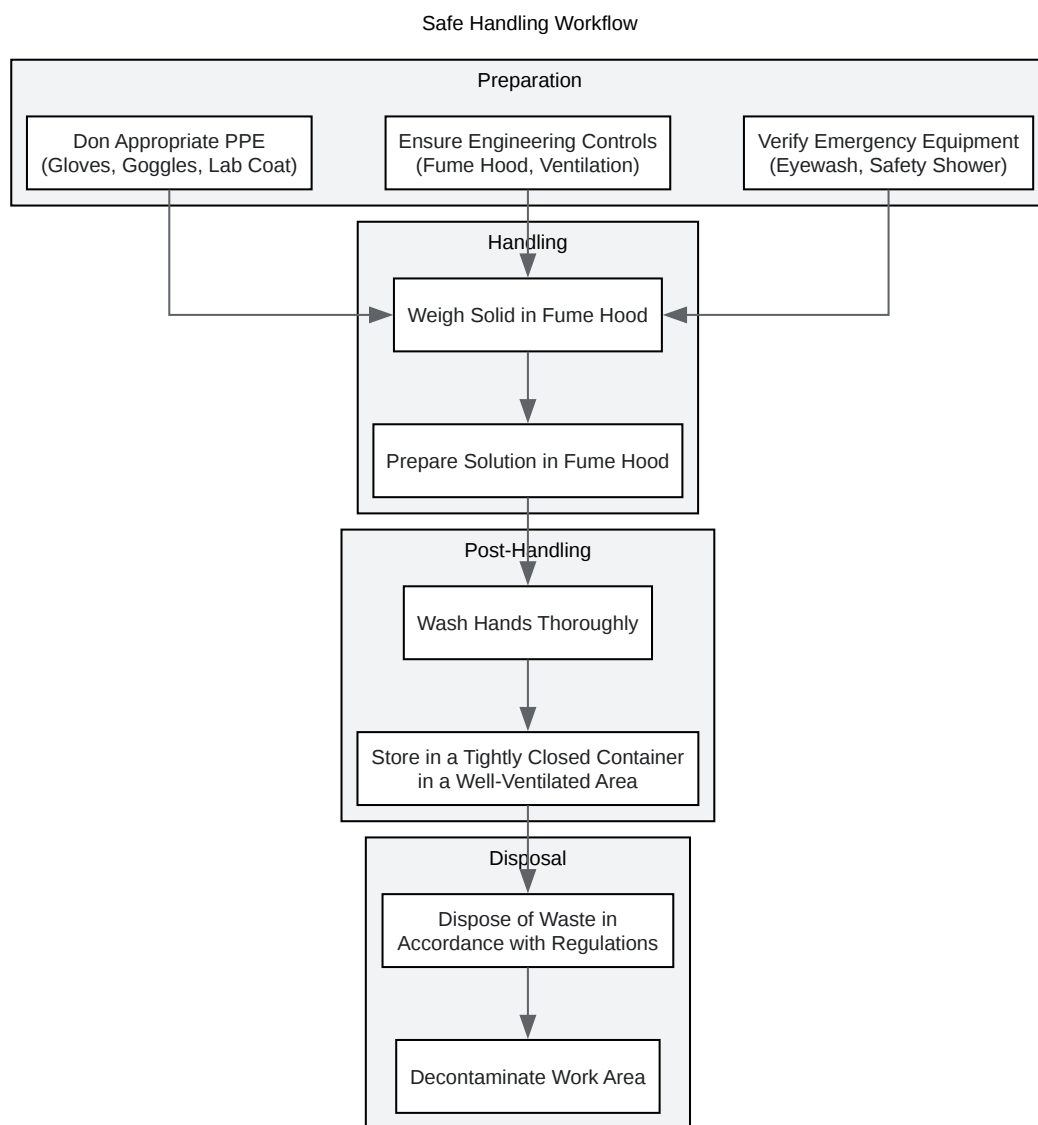 Safe Handling Workflow
Preparation
Don Appropriate PPE
(Gloves, Goggles, Lab Coat)
Ensure Engineering Controls
(Fume Hood, Ventilation)
Verify Emergency Equipment
(Eyewash, Safety Shower)
Handling
Weigh Solid in Fume Hood
Prepare Solution in Fume Hood
Post-Handling
Wash Hands Thoroughly
Store in a Tightly Closed Container
in a Well-Ventilated Area
Disposal
Dispose of Waste in
Accordance with Regulations
Decontaminate Work Area